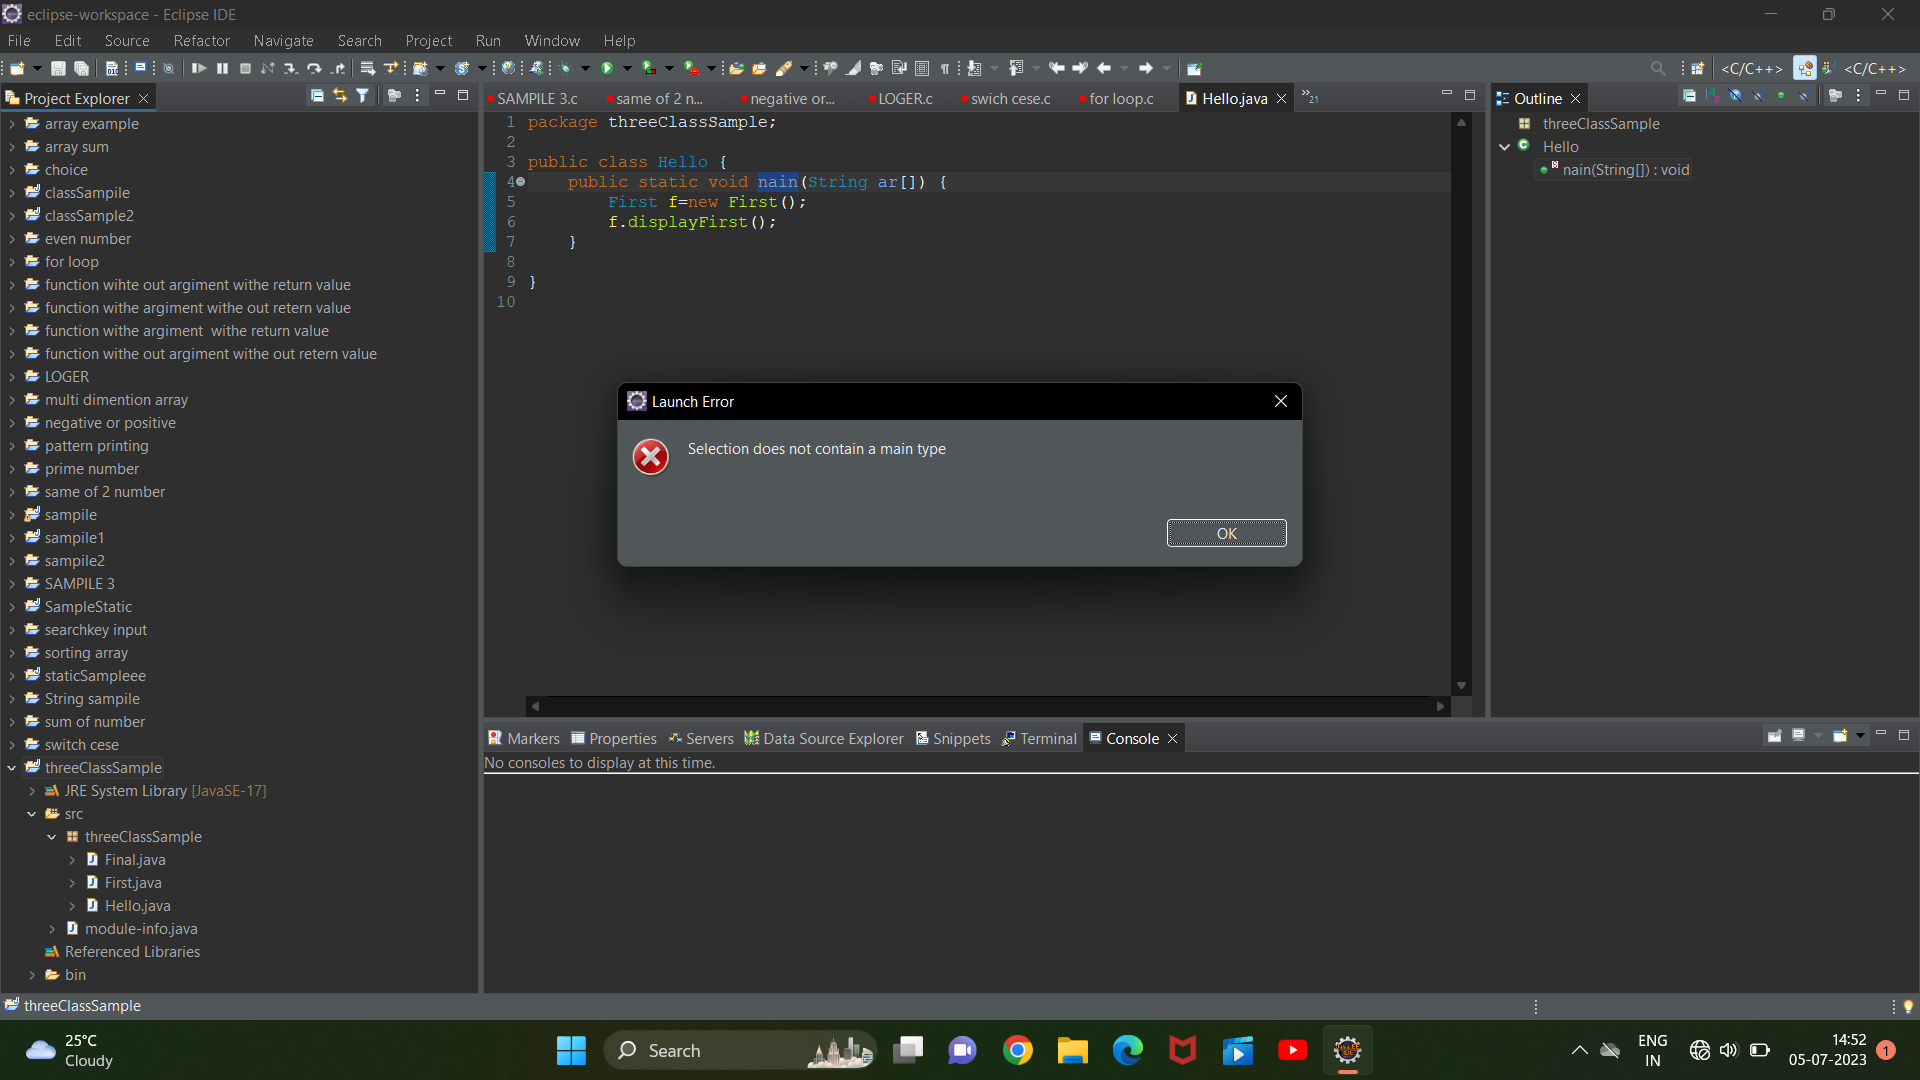 eclipse-workspace - Eclipse IDE
File Edit Source Refactor Navigate Search Project Run Window Help
<C/C++> <C/C++>
Project Explorer
array example
array sum
choice
classSampile
classSample2
even number
for loop
function wihte out argiment withe return value
function withe argiment withe out retern value
function withe argiment withe return value
function withe out argiment withe out retern value
LOGER
multi dimention array
negative or positive
pattern printing
prime number
same of 2 number
sampile
sampile1
sampile2
SAMPILE 3
SampleStatic
searchkey input
sorting array
staticSampleee
String sampile
sum of number
switch cese
threeClassSample
JRE System Library [JavaSE-17]
src
threeClassSample
Final.java
First.java
Hello.java
module-info.java
Referenced Libraries
bin
SAMPILE 3.c same of 2 n... negative or... LOGER.c swich cese.c for loop.c Hello.java 21
1 package threeClassSample;
2
3 public class Hello {
4 public static void nain(String ar[]) {
5 First f=new First();
6 f.displayFirst();
7 }
8
9 }
10
Launch Error
Selection does not contain a main type
OK
Outline
threeClassSample
Hello
nain(String[]) : void
Markers Properties Servers Data Source Explorer Snippets Terminal Console
No consoles to display at this time.
threeClassSample
25°C
Cloudy
Search
ENG
IN
14:52
05-07-2023
1